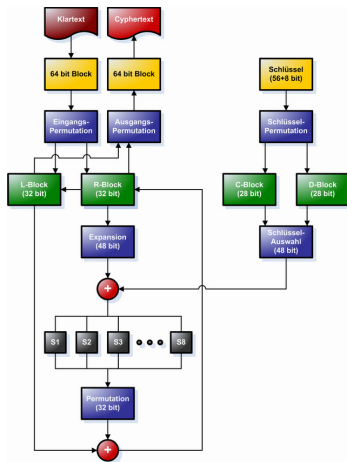 Klartext
Cyphertext
64 bit Block
64 bit Block
Schlüssel
(56+8 bit)
Eingangs-
Permutation
Ausgangs-
Permutation
Schlüssel-
Permutation
L-Block
(32 bit)
R-Block
(32 bit)
C-Block
(28 bit)
D-Block
(28 bit)
Expansion
(48 bit)
Schlüssel-
Auswahl
(48 bit)
+
S1
S2
S3
S8
Permutation
(32 bit)
+